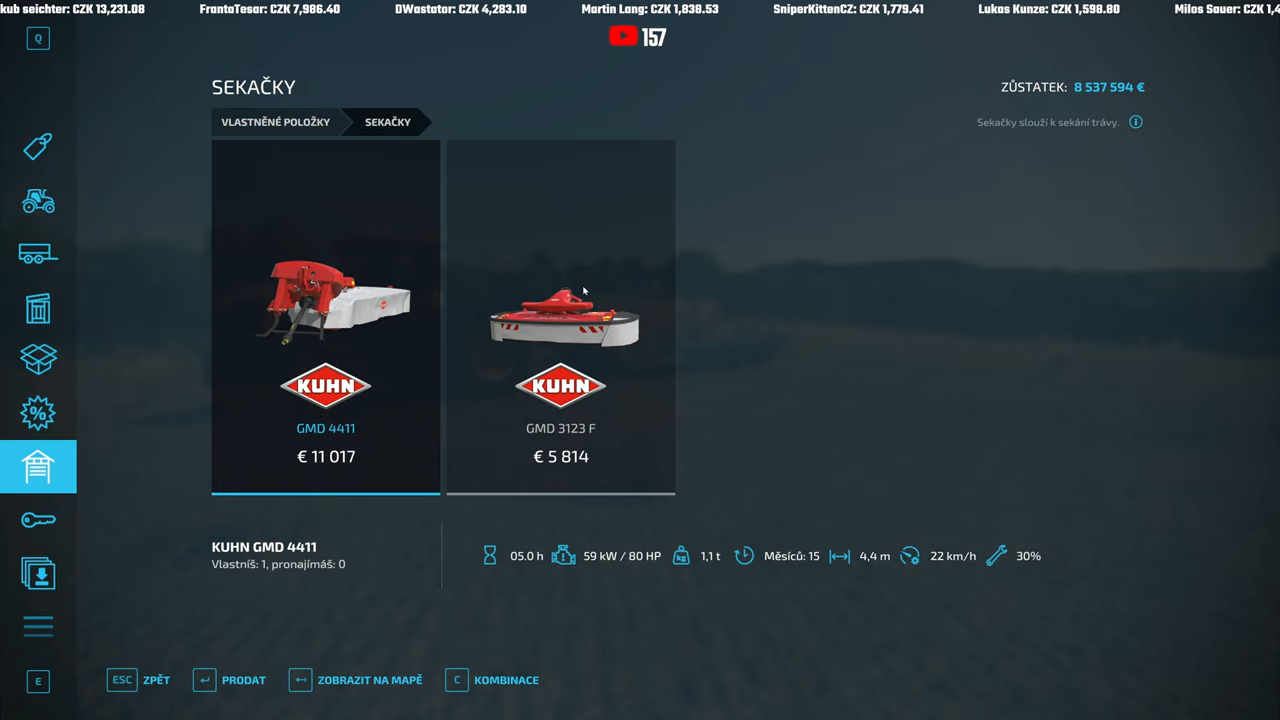 kub seichter: CZK 13,231.08 FrantaTesar: CZK 7,986.40 DWastator: CZK 4,283.10 Martin Lang: CZK 1,838.53 SniperKittenCZ: CZK 1,779.41 Lukas Kunze: CZK 1,598.80 Milos Sauer: CZK 1,4
Q
157
SEKAČKY
ZŮSTATEK: 8 537 594 €
VLASTNĚNÉ POLOŽKY SEKAČKY
Sekačky slouží k sekání trávy.
KUHN KUHN
GMD 4411 GMD 3123 F
€ 11 017 € 5 814
KUHN GMD 4411
Vlastníš: 1, pronajímáš: 0
05.0 h 59 kW / 80 HP 1,1 t Měsíců: 15 4,4 m 22 km/h 30%
E
ESC ZPĚT PRODAT ZOBRAZIT NA MAPĚ C KOMBINACE